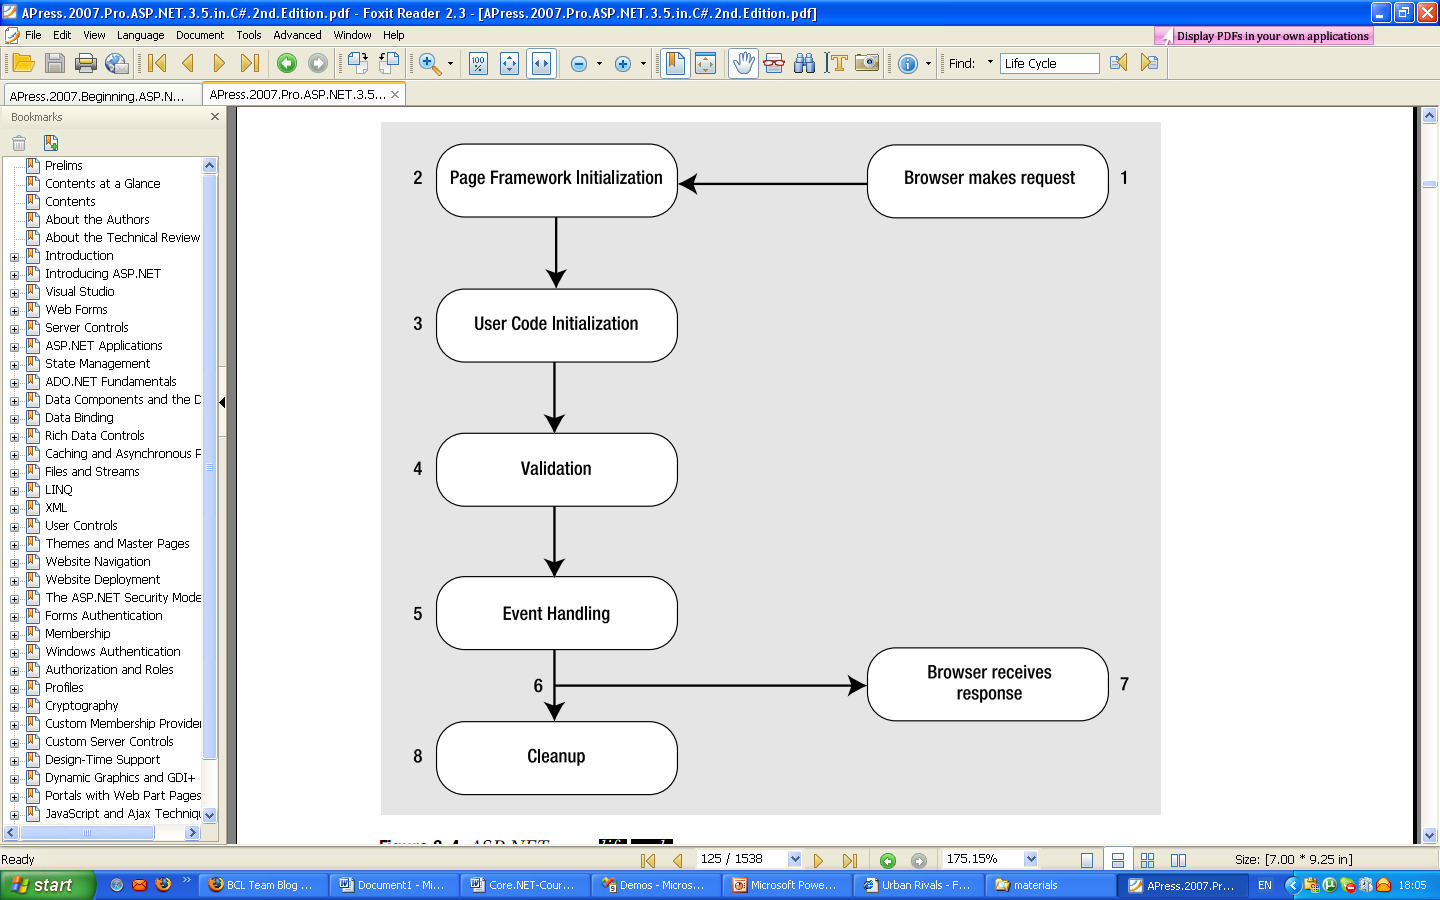 APress.2007.Pro.ASP.NET.3.5.in.C#.2nd.Edition.pdf - Foxit Reader 2.3 - [APress.2007.Pro.ASP.NET.3.5.in.C#.2nd.Edition.pdf]
File Edit View Language Document Tools Advanced Window Help
Display PDFs in your own applications
Find: Life Cycle
APress.2007.Beginning.ASP.N...
APress.2007.Pro.ASP.NET.3.5...
Bookmarks
Prelims
Contents at a Glance
Contents
About the Authors
About the Technical Review
Introduction
Introducing ASP.NET
Visual Studio
Web Forms
Server Controls
ASP.NET Applications
State Management
ADO.NET Fundamentals
Data Components and the D
Data Binding
Rich Data Controls
Caching and Asynchronous P
Files and Streams
LINQ
XML
User Controls
Themes and Master Pages
Website Navigation
Website Deployment
The ASP.NET Security Mode
Forms Authentication
Membership
Windows Authentication
Authorization and Roles
Profiles
Cryptography
Custom Membership Provider
Custom Server Controls
Design-Time Support
Dynamic Graphics and GDI+
Portals with Web Part Pages
JavaScript and Ajax Techniqu
2 Page Framework Initialization
Browser makes request 1
3 User Code Initialization
4 Validation
5 Event Handling
6
Browser receives
response 7
8 Cleanup
Ready
125 / 1538
175.15%
Size: [7.00 * 9.25 in]
start
BCL Team Blog ...
Document1 - Mi...
Core.NET-Cour...
Demos - Micros...
Microsoft Powe...
Urban Rivals - F...
materials
APress.2007.Pr...
EN
18:05